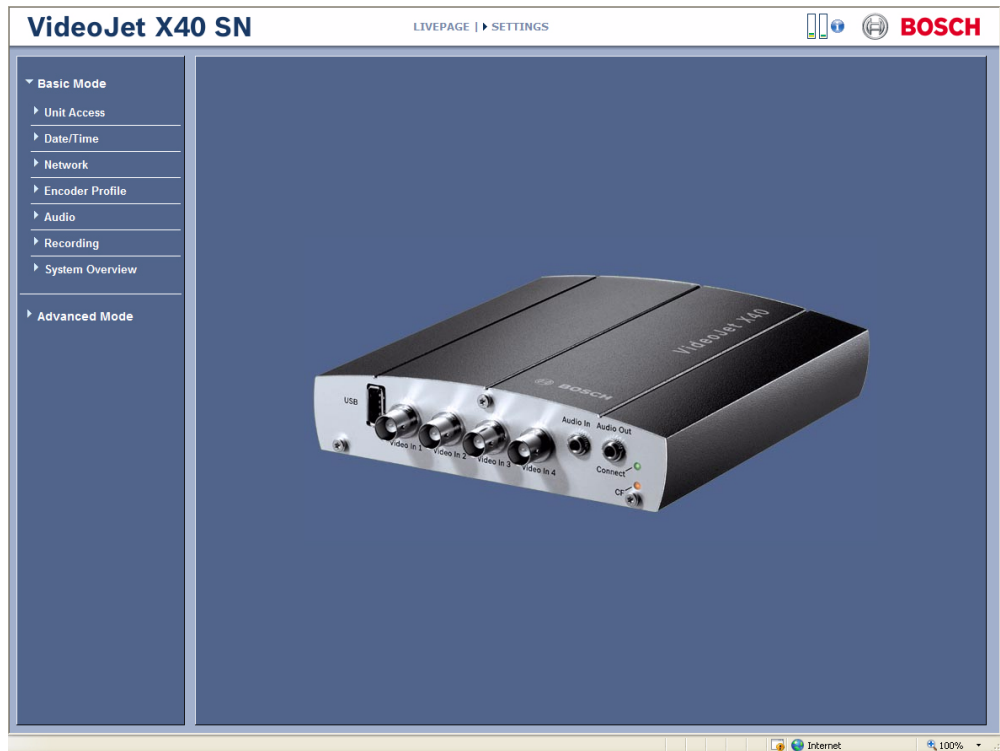 VideoJet X40 SN
LIVEPAGE | SETTINGS
BOSCH
Basic Mode
Unit Access
Date/Time
Network
Encoder Profile
Audio
Recording
System Overview
Advanced Mode
VideoJet X40
BOSCH
USB
Video In 1
Video In 2
Video In 3
Video In 4
Audio In
Audio Out
Connect
CF
Internet
100%